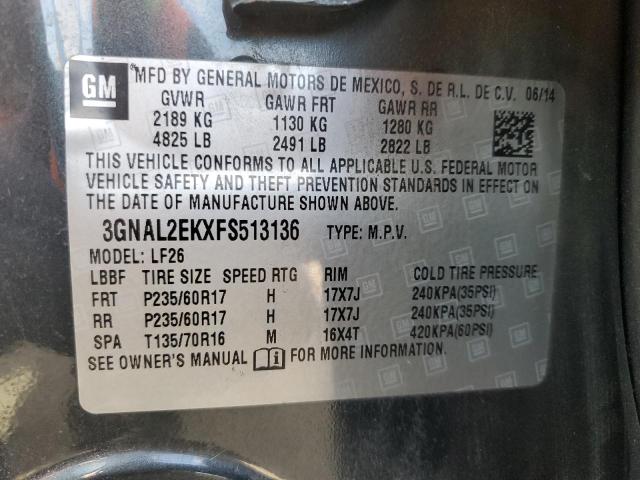 GM MFD BY GENERAL MOTORS DE MEXICO, S. DE R.L. DE C.V. 06/14
GVWR GAWR FRT GAWR RR
2189 KG 1130 KG 1280 KG
4825 LB 2491 LB 2822 LB
THIS VEHICLE CONFORMS TO ALL APPLICABLE U.S. FEDERAL MOTOR
VEHICLE SAFETY AND THEFT PREVENTION STANDARDS IN EFFECT ON
THE DATE OF MANUFACTURE SHOWN ABOVE.
3GNAL2EKXFS513136 TYPE: M.P.V.
MODEL: LF26
LBBF TIRE SIZE SPEED RTG RIM COLD TIRE PRESSURE
FRT P235/60R17 H 17X7J 240KPA(35PSI)
RR P235/60R17 H 17X7J 240KPA(35PSI)
SPA T135/70R16 M 16X4T 420KPA(60PSI)
SEE OWNER'S MANUAL FOR MORE INFORMATION.